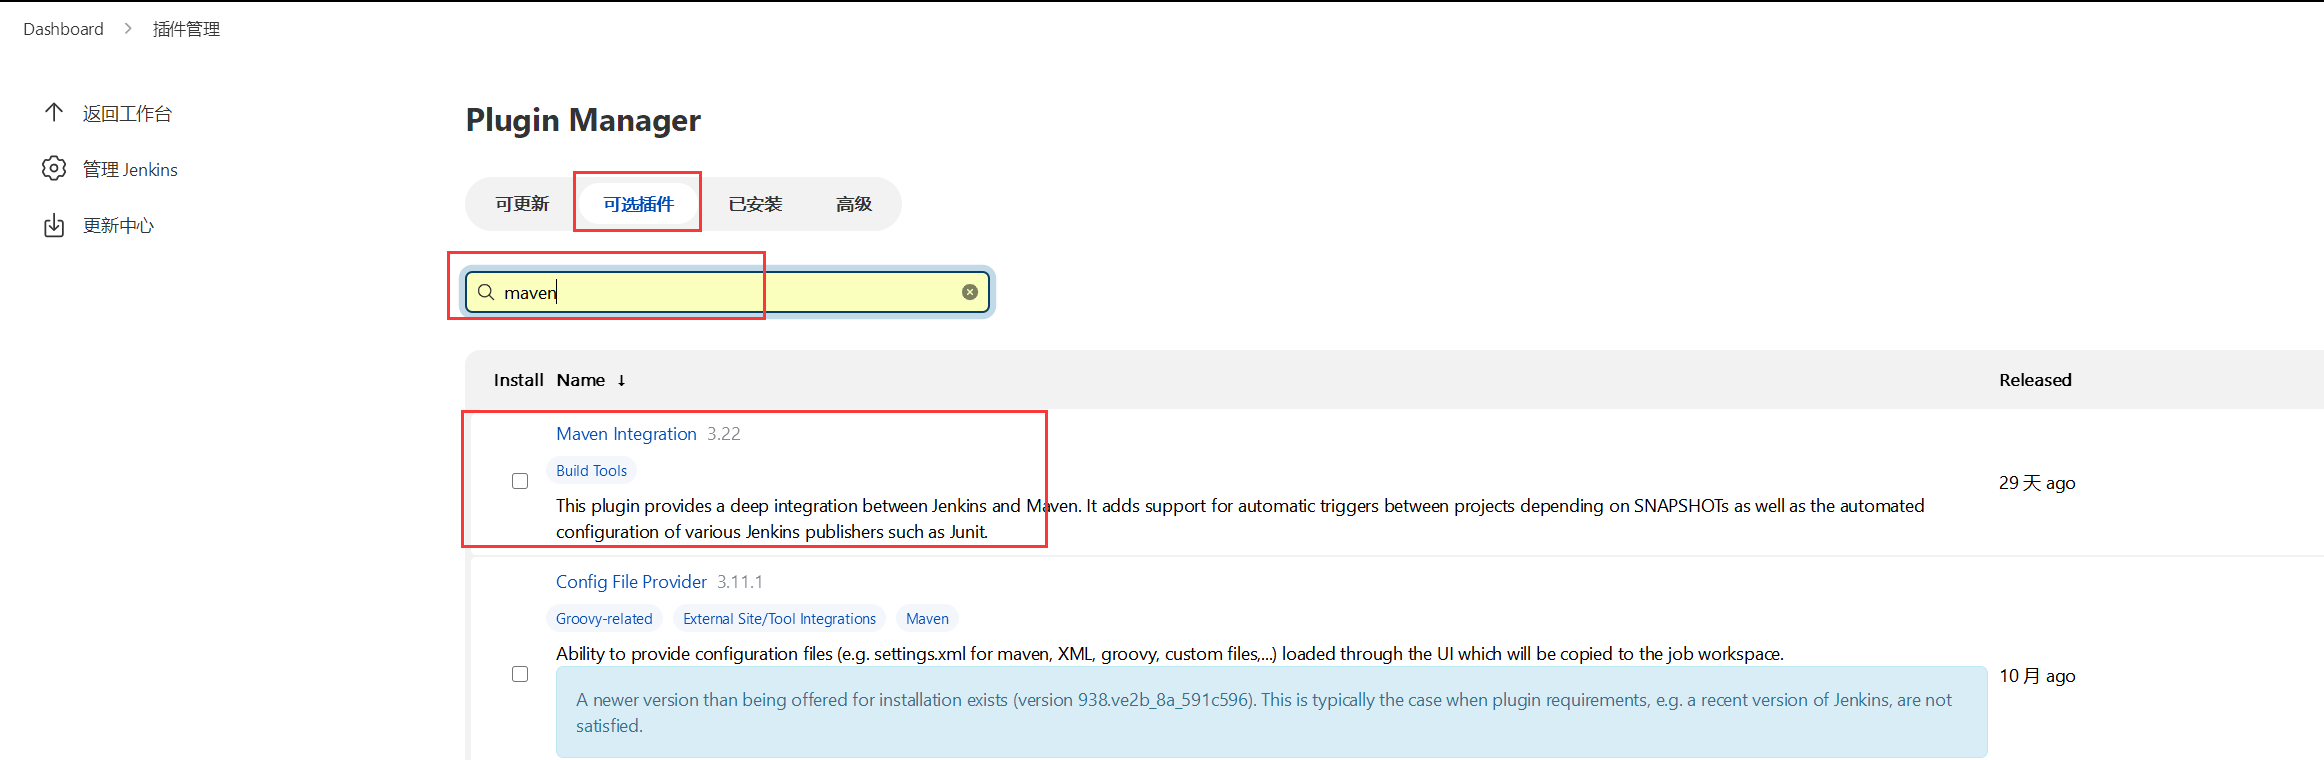 Dashboard > 插件管理
返回工作台
管理 Jenkins
更新中心
Plugin Manager
可更新 可选插件 已安装 高级
maven
Install Name ↓ Released
Maven Integration 3.22
Build Tools
This plugin provides a deep integration between Jenkins and Maven. It adds support for automatic triggers between projects depending on SNAPSHOTs as well as the automated
configuration of various Jenkins publishers such as Junit.
29 天 ago
Config File Provider 3.11.1
Groovy-related External Site/Tool Integrations Maven
Ability to provide configuration files (e.g. settings.xml for maven, XML, groovy, custom files,...) loaded through the UI which will be copied to the job workspace.
10 月 ago
A newer version than being offered for installation exists (version 938.ve2b_8a_591c596). This is typically the case when plugin requirements, e.g. a recent version of Jenkins, are not
satisfied.